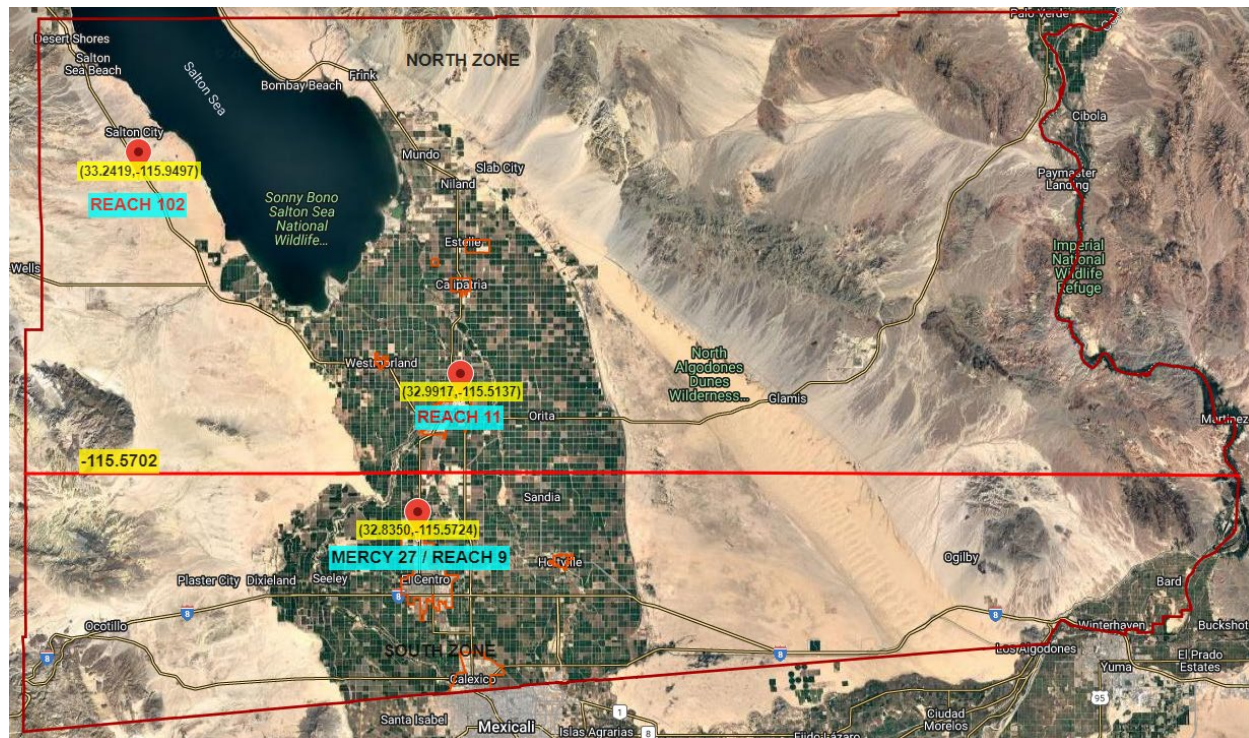 Palo Verde
Desert Shores
Salton
Sea Beach
Salton Sea
Bombay Beach
Frink
NORTH ZONE
Cibola
Salton City
(33.2419,-115.9497)
REACH 102
Mundo
Slab City
Niland
Paymaster
Landing
Sonny Bono
Salton Sea
National
Wildlife...
Estelle
Imperial
National
Wildlife
Refuge
Wells
Calipatria
Westmorland
North
Algodones
Dunes
Wilderness...
(32.9917,-115.5137)
REACH 11
Orita
Glamis
Martinez
-115.5702
Sandia
(32.8350,-115.5724)
MERCY 27 / REACH 9
Holtville
Ogilby
Plaster City
Dixieland
Seeley
El Centro
Bard
8
8
8
8
Ocotillo
Winterhaven
Buckshot
SOUTH ZONE
Los Algodones
El Prado
Estates
Yuma
Calexico
95
Santa Isabel
Mexicali
1
8
Islas Agrarias
Ejido Lázaro
Ciudad
Morelos